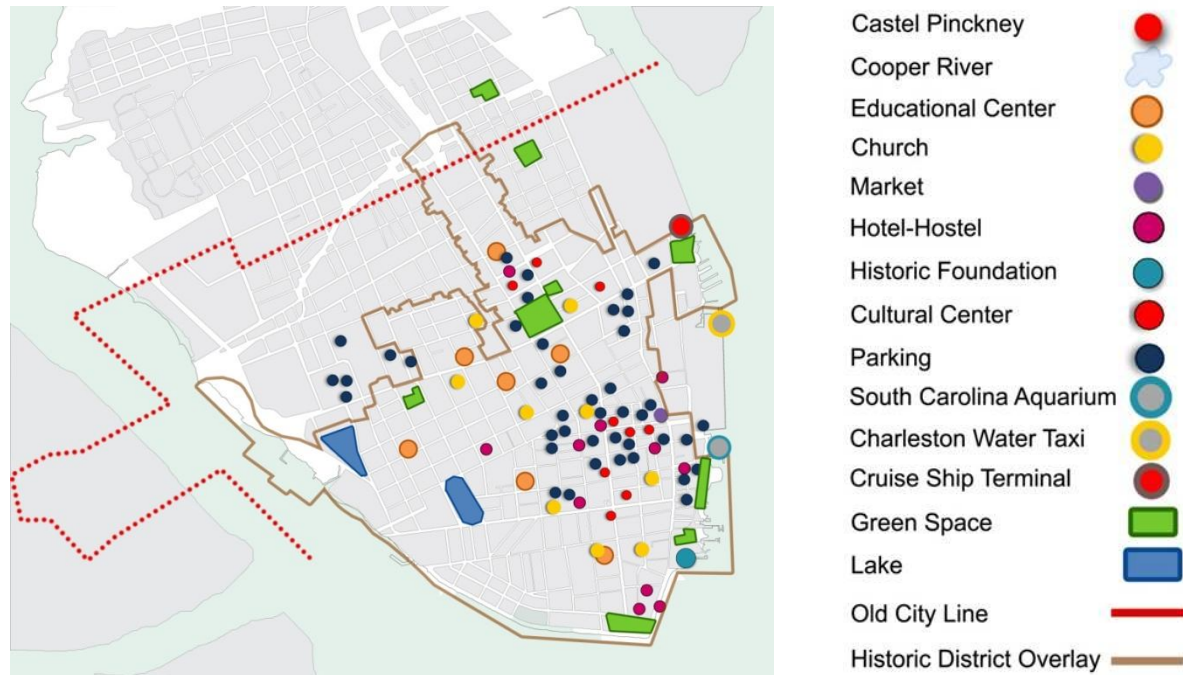 Castel Pinckney
Cooper River
Educational Center
Church
Market
Hotel-Hostel
Historic Foundation
Cultural Center
Parking
South Carolina Aquarium
Charleston Water Taxi
Cruise Ship Terminal
Green Space
Lake
Old City Line
Historic District Overlay